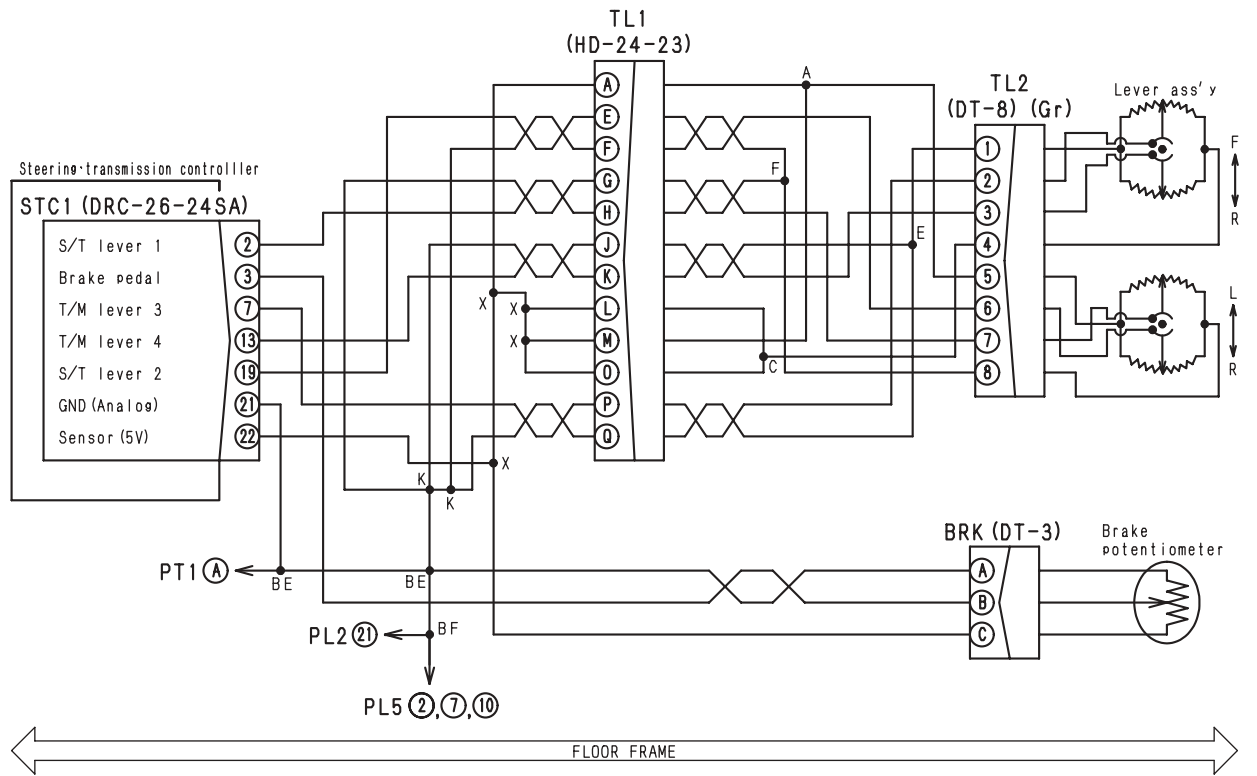 TL1
(HD-24-23)
TL2
(DT-8) (Gr)
Lever ass'y
Steering·transmission controlller
STC1 (DRC-26-24SA)
S/T lever 1 2
Brake pedal 3
T/M lever 3 7
T/M lever 4 13
S/T lever 2 19
GND (Analog) 21
Sensor (5V) 22
A
E
F
G
H
J
K
L
M
O
P
Q
A
F
E
C
X
X
X
X
K
K
1
2
3
4
5
6
7
8
F
R
L
R
BRK (DT-3)
Brake
potentiometer
A
B
C
PT1 A
BE
BE
PL2 21
BF
PL5 2, 7, 10
FLOOR FRAME